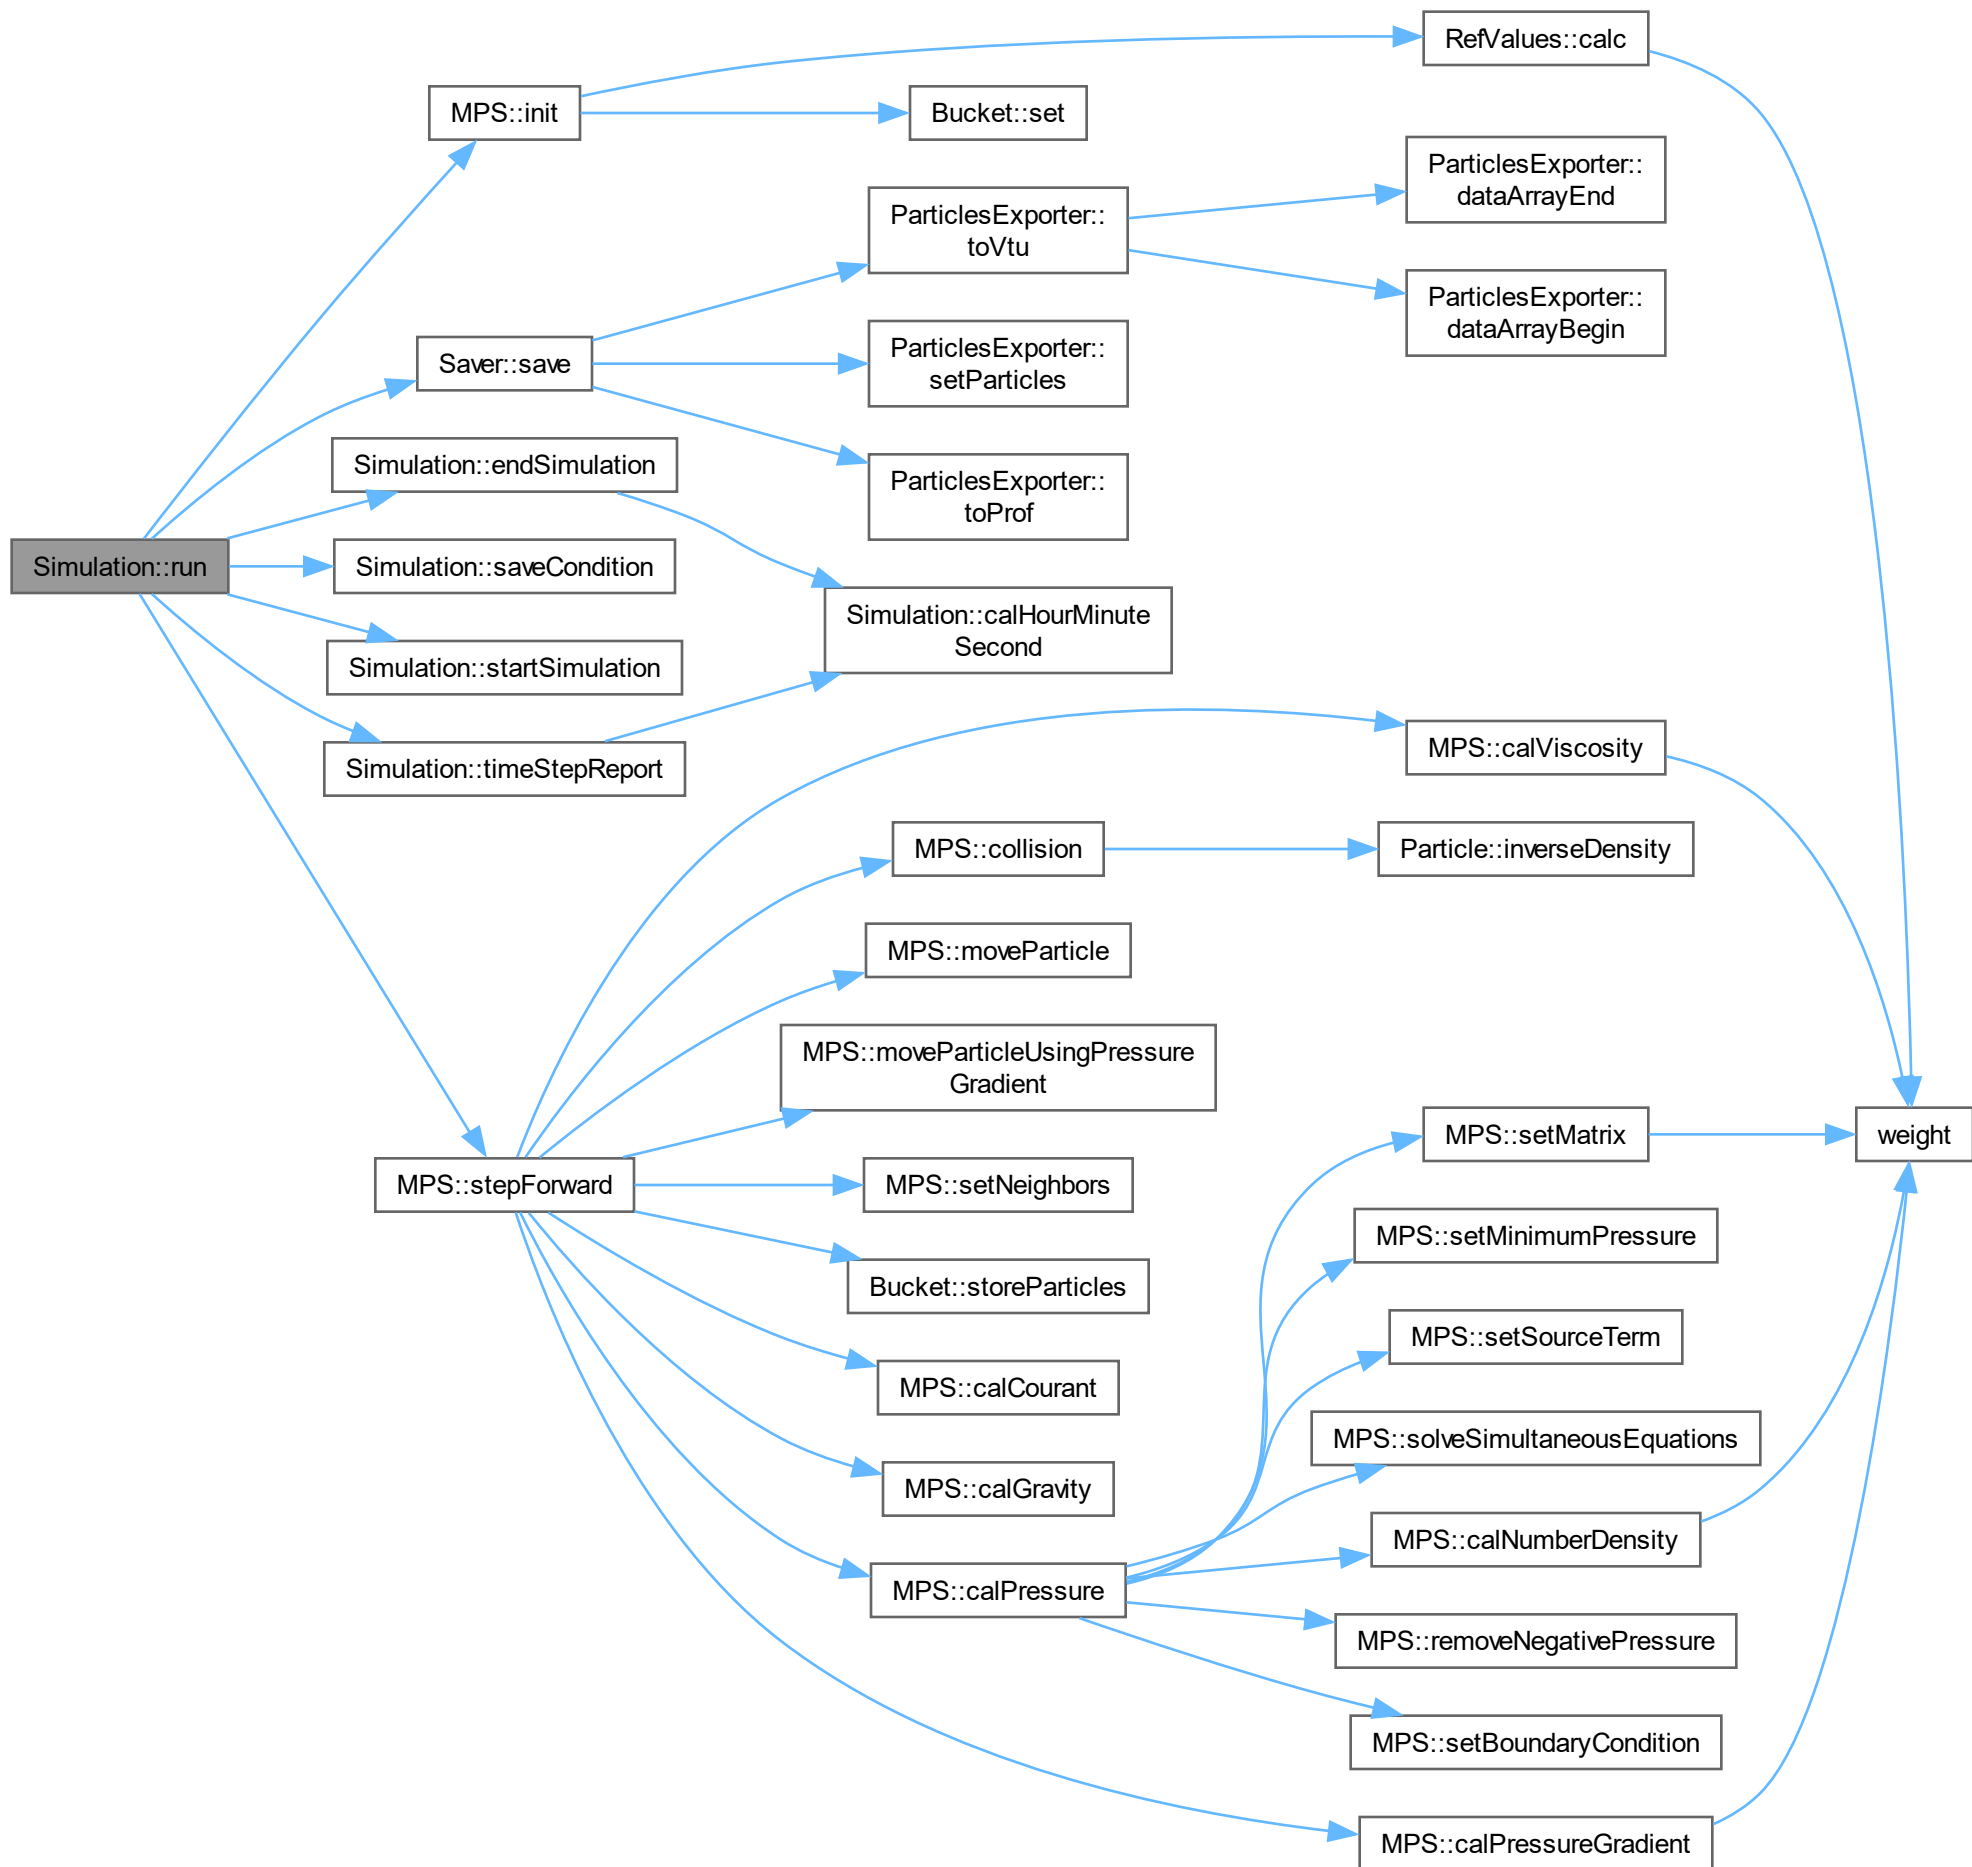 RefValues::calc
MPS::init
Bucket::set
ParticlesExporter::
dataArrayEnd
ParticlesExporter::
toVtu
ParticlesExporter::
dataArrayBegin
Saver::save
ParticlesExporter::
setParticles
Simulation::endSimulation
ParticlesExporter::
toProf
Simulation::run
Simulation::saveCondition
Simulation::calHourMinute
Second
Simulation::startSimulation
Simulation::timeStepReport
MPS::calViscosity
MPS::collision
Particle::inverseDensity
MPS::moveParticle
MPS::moveParticleUsingPressure
Gradient
MPS::setMatrix
weight
MPS::stepForward
MPS::setNeighbors
MPS::setMinimumPressure
Bucket::storeParticles
MPS::setSourceTerm
MPS::calCourant
MPS::solveSimultaneousEquations
MPS::calGravity
MPS::calNumberDensity
MPS::calPressure
MPS::removeNegativePressure
MPS::setBoundaryCondition
MPS::calPressureGradient